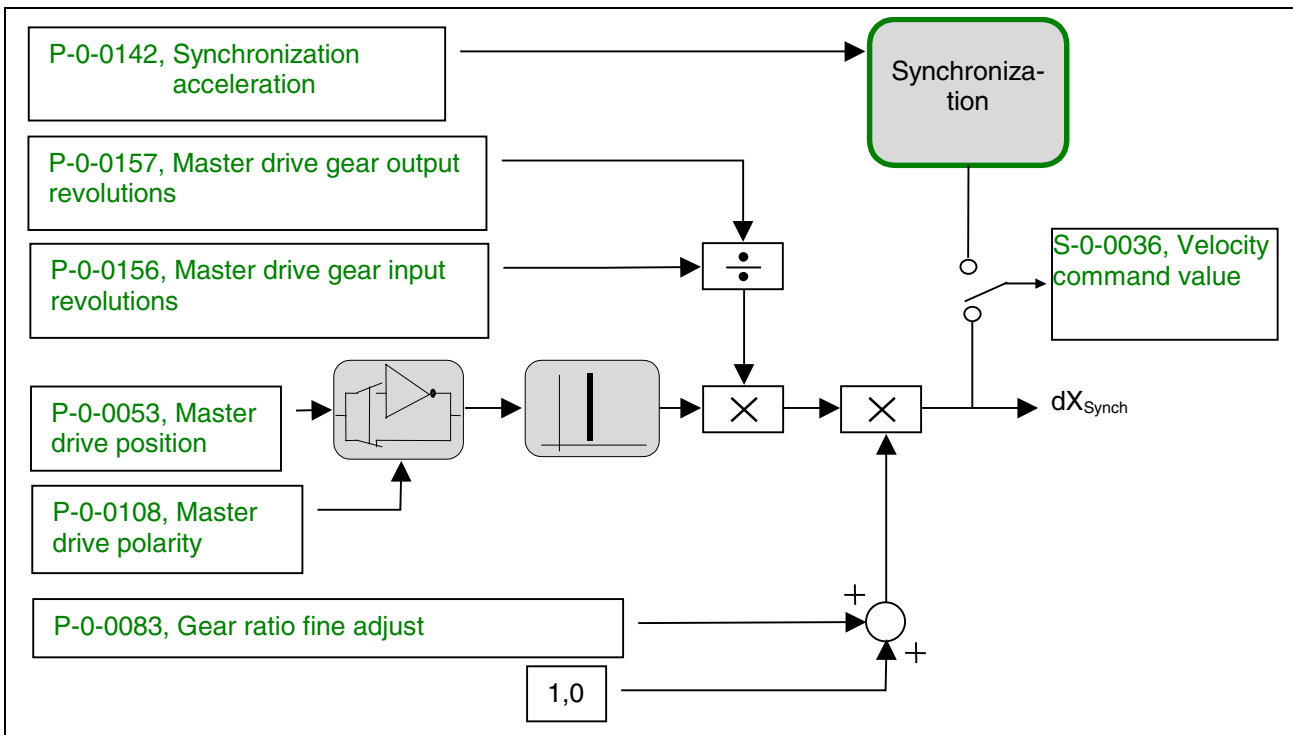 P-0-0142, Synchronization
acceleration
Synchroniza-
tion
P-0-0157, Master drive gear output
revolutions
P-0-0156, Master drive gear input
revolutions
S-0-0036, Velocity
command value
P-0-0053, Master
drive position
dXSynch
P-0-0108, Master
drive polarity
P-0-0083, Gear ratio fine adjust
+
+
1,0